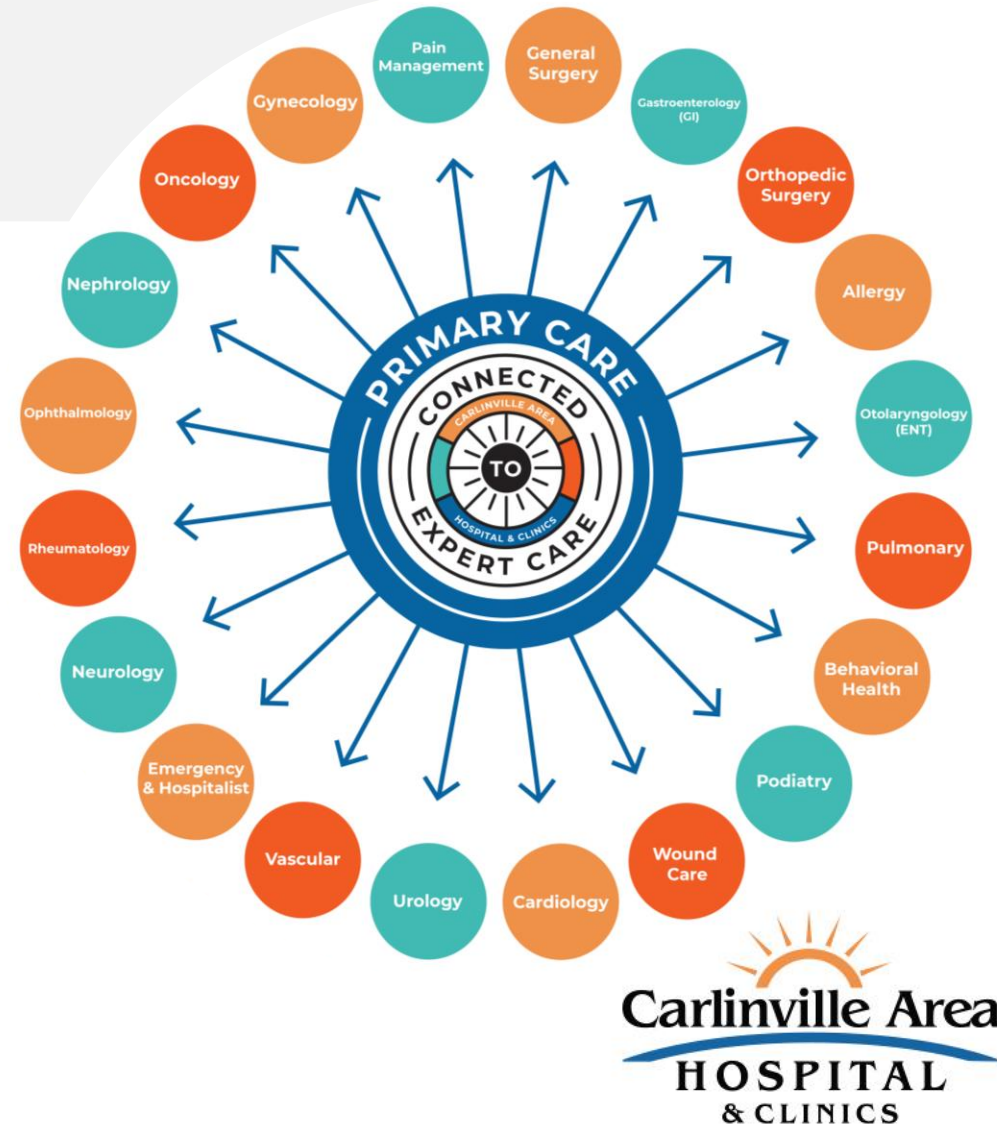 Pain
Management
General
Surgery
Gastroenterology
(GI)
Orthopedic
Surgery
Allergy
Otolaryngology
(ENT)
Pulmonary
Behavioral
Health
Podiatry
Wound
Care
Cardiology
Urology
Vascular
Emergency
& Hospitalist
Neurology
Rheumatology
Ophthalmology
Nephrology
Oncology
Gynecology
PRIMARY CARE
CONNECTED
CARLINVILLE AREA
TO
HOSPITAL & CLINICS
EXPERT CARE
Carlinville Area
HOSPITAL
& CLINICS